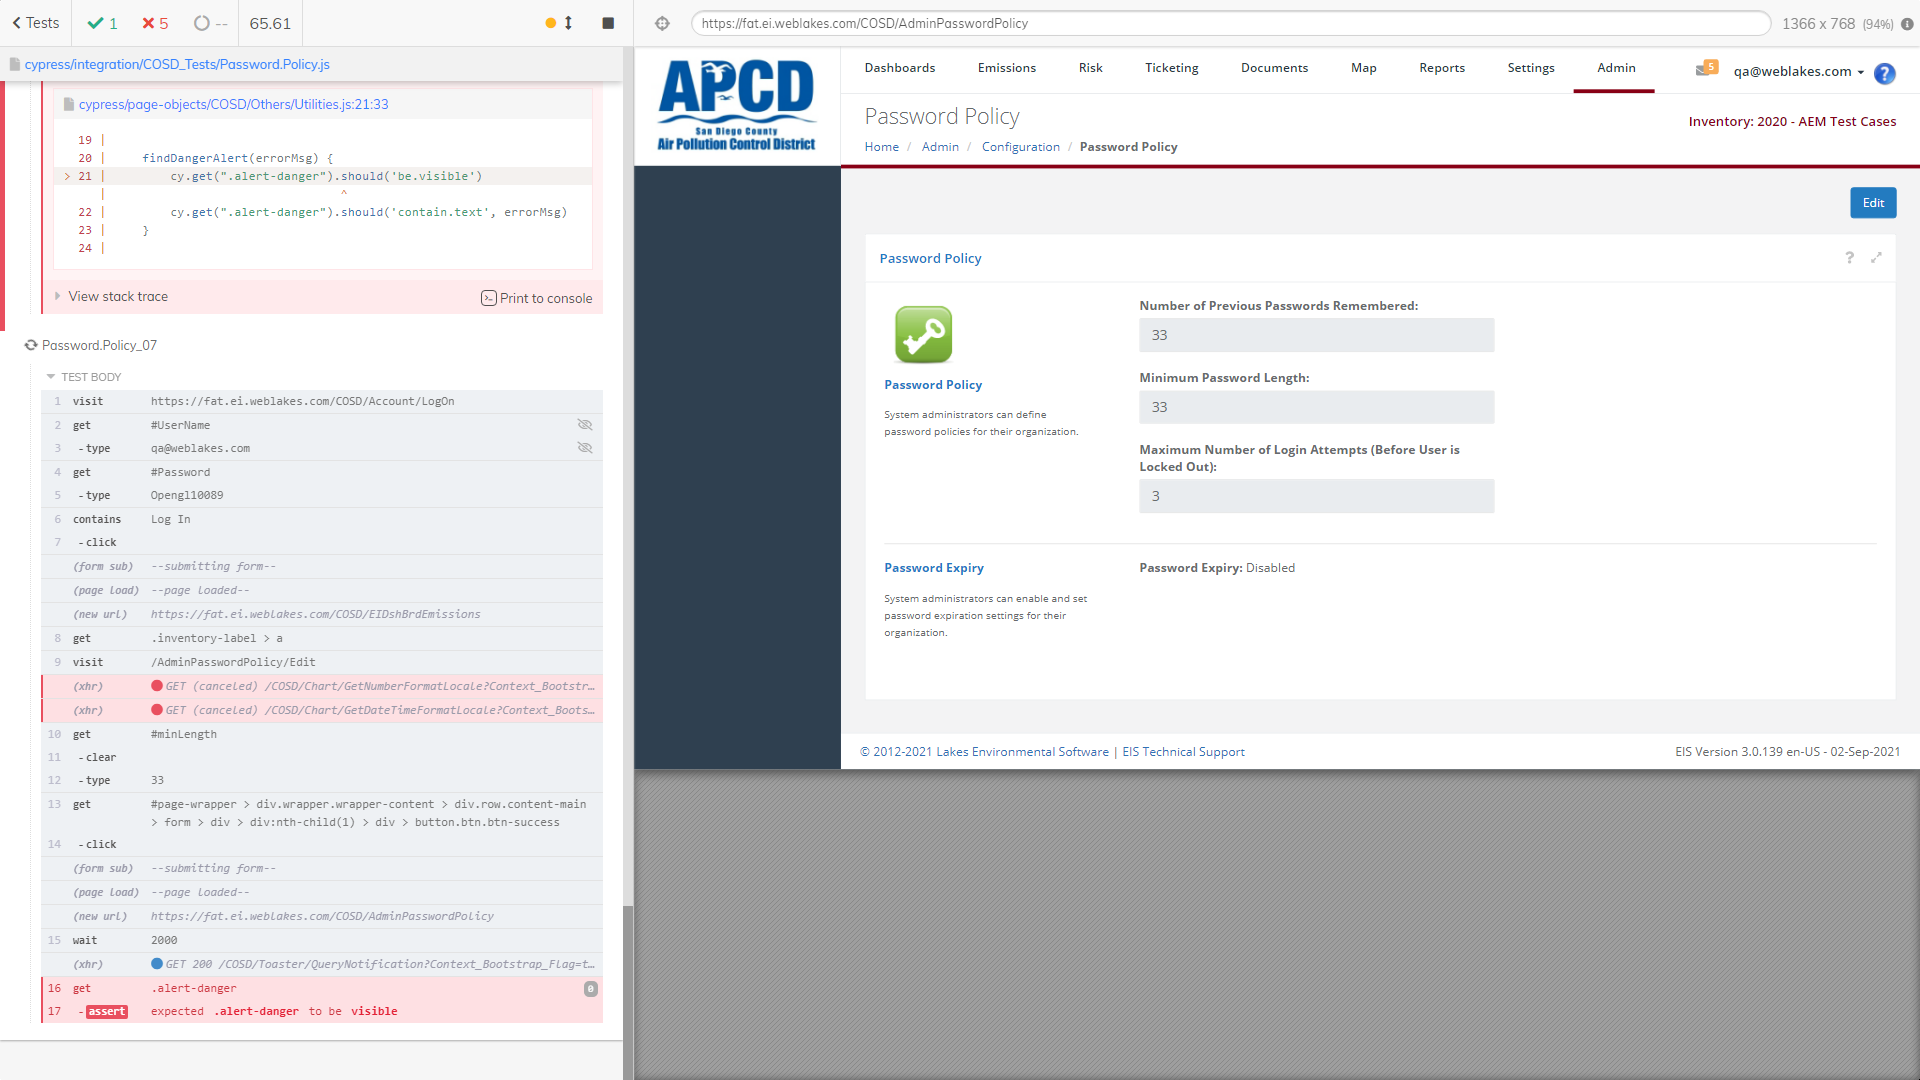 Tests
1
5
--
65.61
https://fat.ei.weblakes.com/COSD/AdminPasswordPolicy
1366 x 768 (94%)
cypress/integration/COSD_Tests/Password.Policy.js
cypress/page-objects/COSD/Others/Utilities.js:21:33
19 |
20 | findDangerAlert(errorMsg) {
> 21 | cy.get(".alert-danger").should('be.visible')
| ^
22 | cy.get(".alert-danger").should('contain.text', errorMsg)
23 | }
24 |
View stack trace
Print to console
Password.Policy_07
TEST BODY
1 visit https://fat.ei.weblakes.com/COSD/Account/LogOn
2 get #UserName
3 -type qa@weblakes.com
4 get #Password
5 -type Opengl10089
6 contains Log In
7 -click
(form sub) --submitting form--
(page load) --page loaded--
(new url) https://fat.ei.weblakes.com/COSD/EIDshBrdEmissions
8 get .inventory-label > a
9 visit /AdminPasswordPolicy/Edit
(xhr) GET (canceled) /COSD/Chart/GetNumberFormatLocale?Context_Bootstr...
(xhr) GET (canceled) /COSD/Chart/GetDateTimeFormatLocale?Context_Boots...
10 get #minLength
11 -clear
12 -type 33
13 get #page-wrapper > div.wrapper.wrapper-content > div.row.content-main
> form > div > div:nth-child(1) > div > button.btn.btn-success
14 -click
(form sub) --submitting form--
(page load) --page loaded--
(new url) https://fat.ei.weblakes.com/COSD/AdminPasswordPolicy
15 wait 2000
(xhr) GET 200 /COSD/Toaster/QueryNotification?Context_Bootstrap_Flag=t...
16 get .alert-danger 0
17 -assert expected .alert-danger to be visible
APCD
San Diego County
Air Pollution Control District
Dashboards
Emissions
Risk
Ticketing
Documents
Map
Reports
Settings
Admin
5
qa@weblakes.com
?
Password Policy
Inventory: 2020 - AEM Test Cases
Home / Admin / Configuration / Password Policy
Edit
Password Policy
?
Password Policy
System administrators can define
password policies for their organization.
Number of Previous Passwords Remembered:
33
Minimum Password Length:
33
Maximum Number of Login Attempts (Before User is
Locked Out):
3
Password Expiry
System administrators can enable and set
password expiration settings for their
organization.
Password Expiry: Disabled
© 2012-2021 Lakes Environmental Software | EIS Technical Support
EIS Version 3.0.139 en-US - 02-Sep-2021